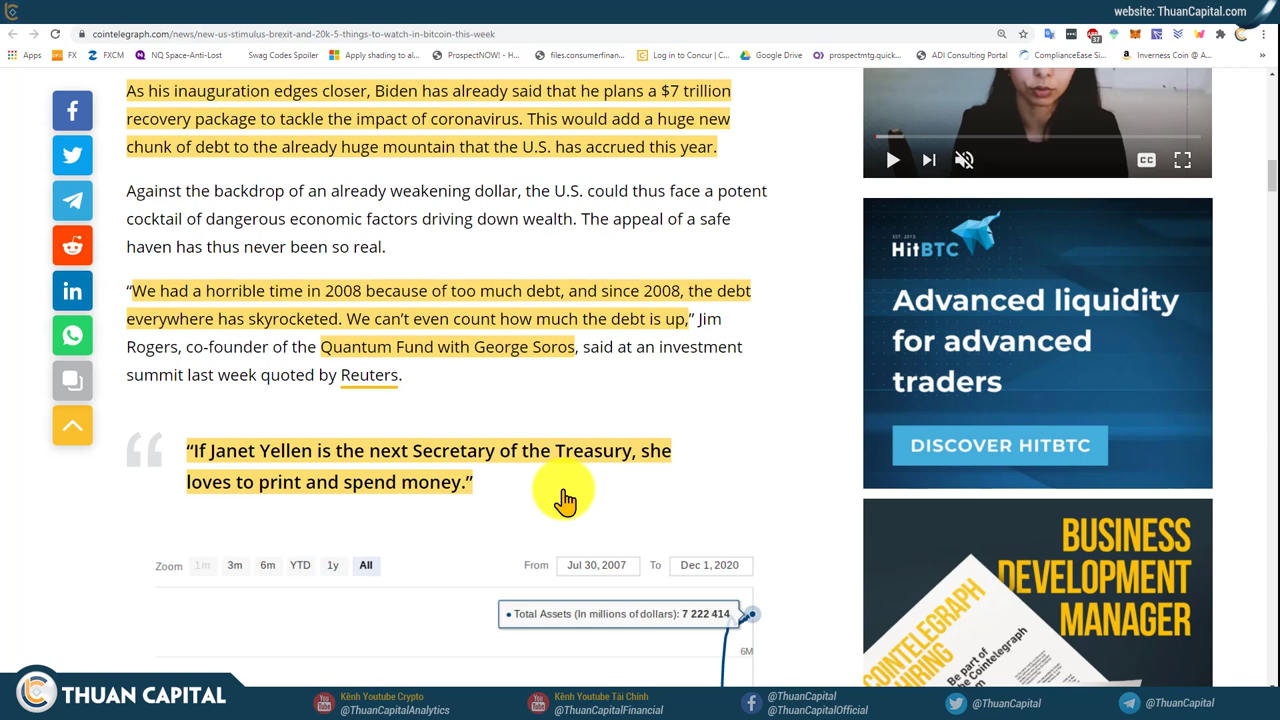 website: ThuanCapital.com
cointelegraph.com/news/new-us-stimulus-brexit-and-20k-5-things-to-watch-in-bitcoin-this-week
37
Apps FX FXCM NQ Space-Anti-Lost Swag Codes Spoiler Apply shading to al... ProspectNOW! - H... files.consumerfinan... Log in to Concur | C... Google Drive prospectmtg.quick... ADI Consulting Portal ComplianceEase Si... Inverness Coin @ A... »
As his inauguration edges closer, Biden has already said that he plans a $7 trillion
recovery package to tackle the impact of coronavirus. This would add a huge new
chunk of debt to the already huge mountain that the U.S. has accrued this year.
Against the backdrop of an already weakening dollar, the U.S. could thus face a potent
cocktail of dangerous economic factors driving down wealth. The appeal of a safe
haven has thus never been so real.
“We had a horrible time in 2008 because of too much debt, and since 2008, the debt
everywhere has skyrocketed. We can’t even count how much the debt is up,” Jim
Rogers, co-founder of the Quantum Fund with George Soros, said at an investment
summit last week quoted by Reuters.
“If Janet Yellen is the next Secretary of the Treasury, she
loves to print and spend money.”
Zoom 1m 3m 6m YTD 1y All From Jul 30, 2007 To Dec 1, 2020
Total Assets (In millions of dollars): 7 222 414
6M
CC
EST. 2013
HitBTC
Advanced liquidity
for advanced
traders
DISCOVER HITBTC
BUSINESS
DEVELOPMENT
MANAGER
COINTELEGRAPH
HIRING
Be part of
the Cointelegraph
THUAN CAPITAL
Kênh Youtube Crypto
@ThuanCapitalAnalytics
Kênh Youtube Tài Chính
@ThuanCapitalFinancial
@ThuanCapital
@ThuanCapitalOfficial
@ThuanCapital
@ThuanCapital